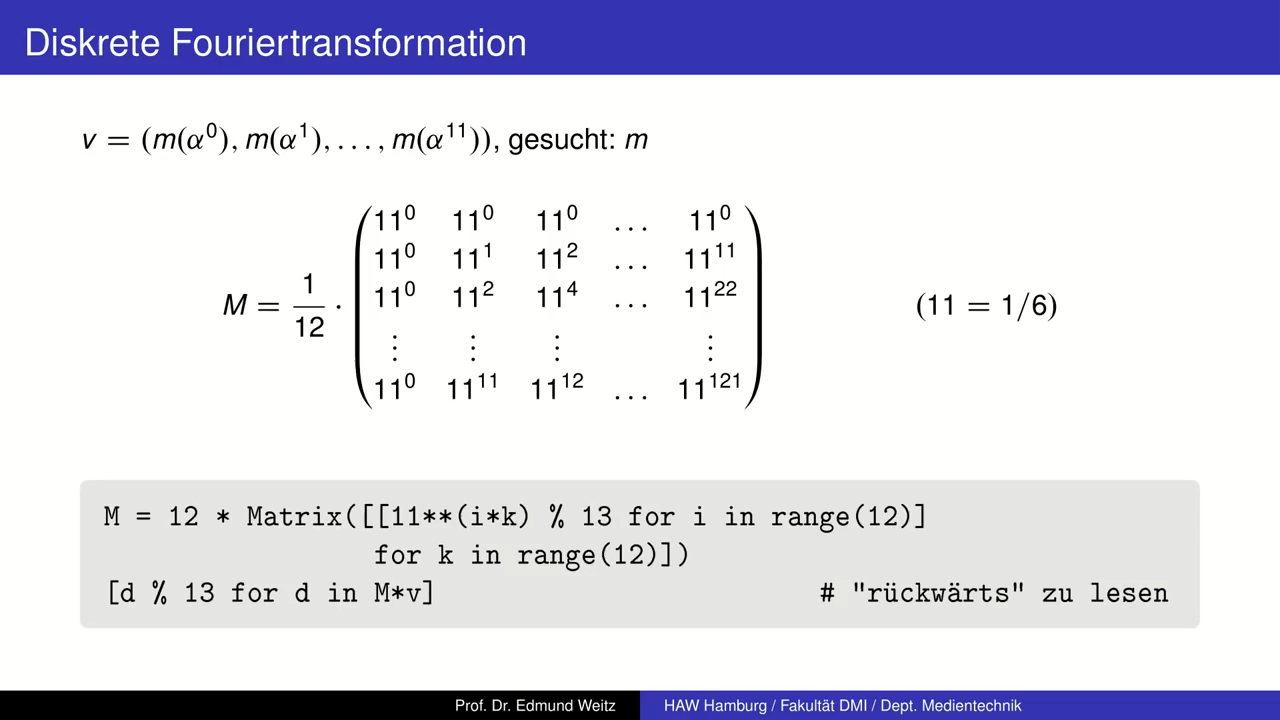 Diskrete Fouriertransformation
v = (m(α⁰), m(α¹), . . . , m(α¹¹)), gesucht: m
M = 1/12 ·
11⁰ 11⁰ 11⁰ . . . 11⁰
11⁰ 11¹ 11² . . . 11¹¹
11⁰ 11² 11⁴ . . . 11²²
⋮ ⋮ ⋮ ⋮
11⁰ 11¹¹ 11¹² . . . 11¹²¹
(11 = 1/6)
M = 12 * Matrix([[11**(i*k) % 13 for i in range(12)]
for k in range(12)])
[d % 13 for d in M*v] # "rückwärts" zu lesen
Prof. Dr. Edmund Weitz HAW Hamburg / Fakultät DMI / Dept. Medientechnik